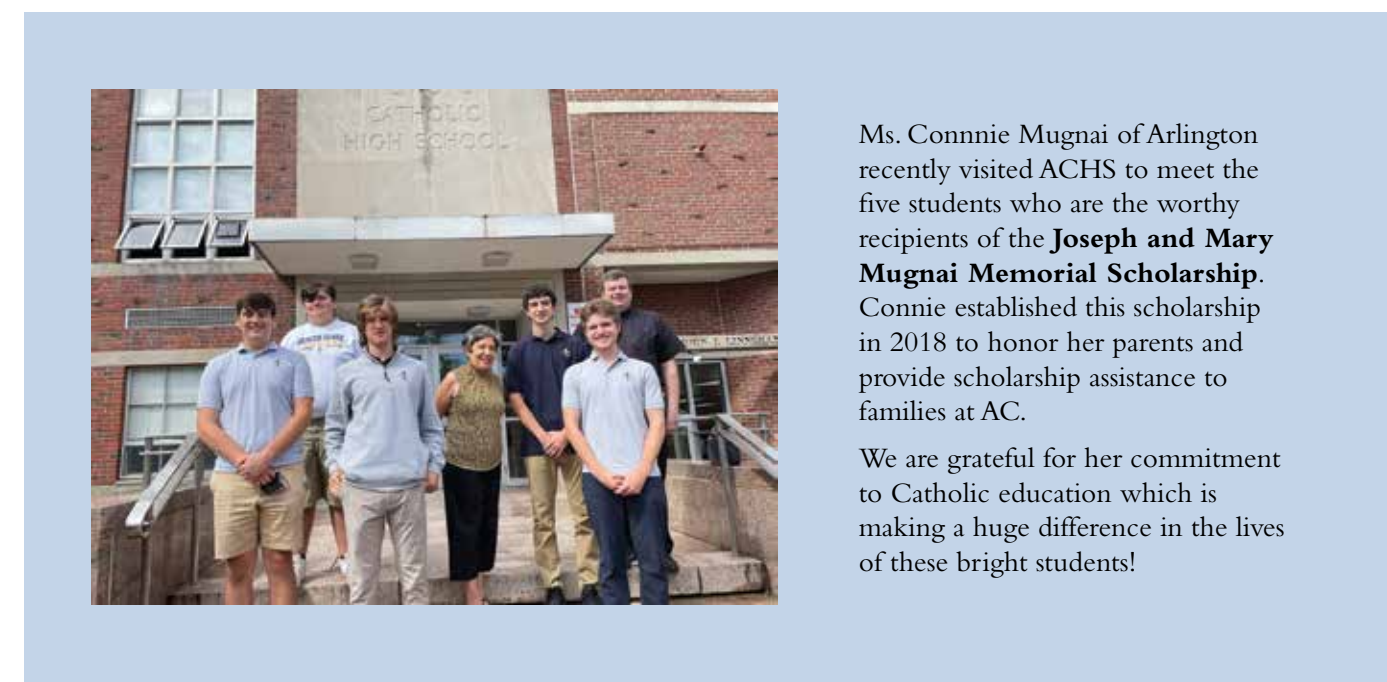 CATHOLIC
HIGH SCHOOL
Ms. Connnie Mugnai of Arlington
recently visited ACHS to meet the
five students who are the worthy
recipients of the Joseph and Mary
Mugnai Memorial Scholarship.
Connie established this scholarship
in 2018 to honor her parents and
provide scholarship assistance to
families at AC.
We are grateful for her commitment
to Catholic education which is
making a huge difference in the lives
of these bright students!